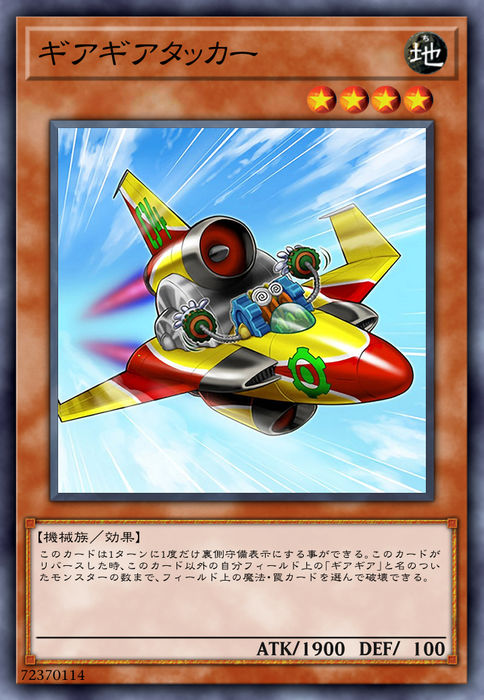 ギアギアタッカー
ち
地
【機械族／効果】
このカードは1ターンに1度だけ裏側守備表示にする事ができる。このカードが
リバースした時、このカード以外の自分フィールド上の「ギアギア」と名のつい
たモンスターの数まで、フィールド上の魔法・罠カードを選んで破壊できる。
ATK/1900 DEF/ 100
72370114